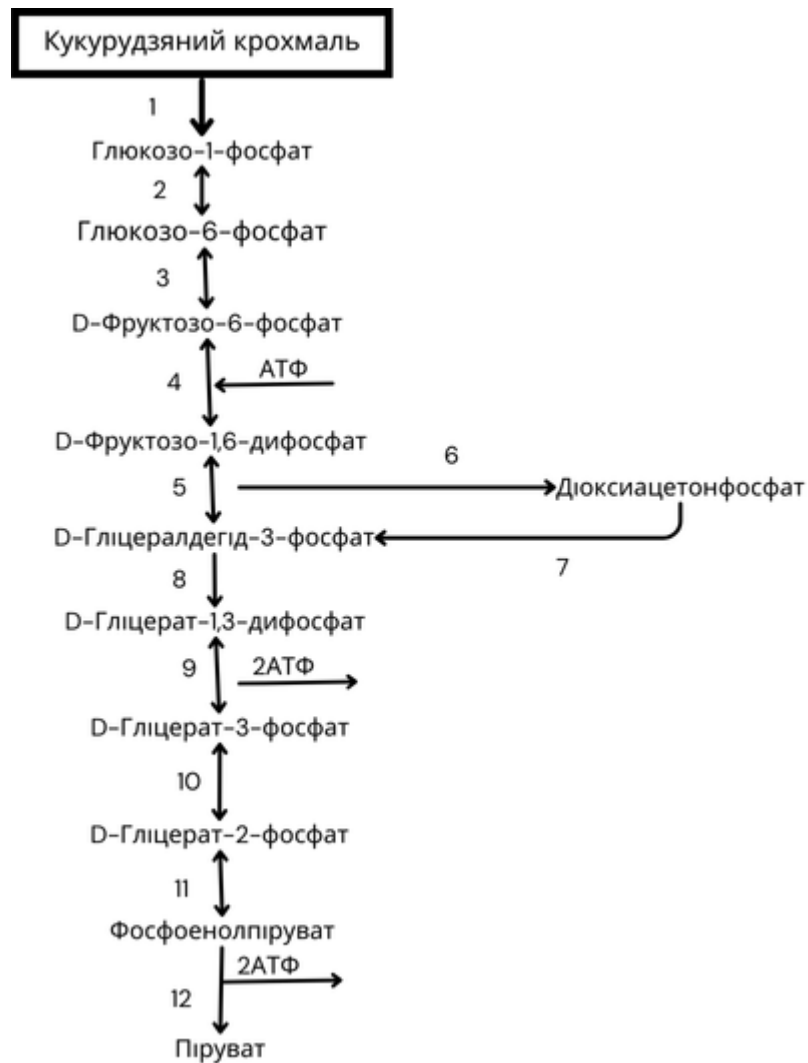 Кукурудзяний крохмаль
1
Глюкозо-1-фосфат
2
Глюкозо-6-фосфат
3
D-Фруктозо-6-фосфат
4 АТФ
D-Фруктозо-1,6-дифосфат
6
5 Діоксиацетонфосфат
D-Гліцералдегід-3-фосфат
8 7
D-Гліцерат-1,3-дифосфат
9 2АТФ
D-Гліцерат-3-фосфат
10
D-Гліцерат-2-фосфат
11
Фосфоенолпіруват
2АТФ
12
Піруват